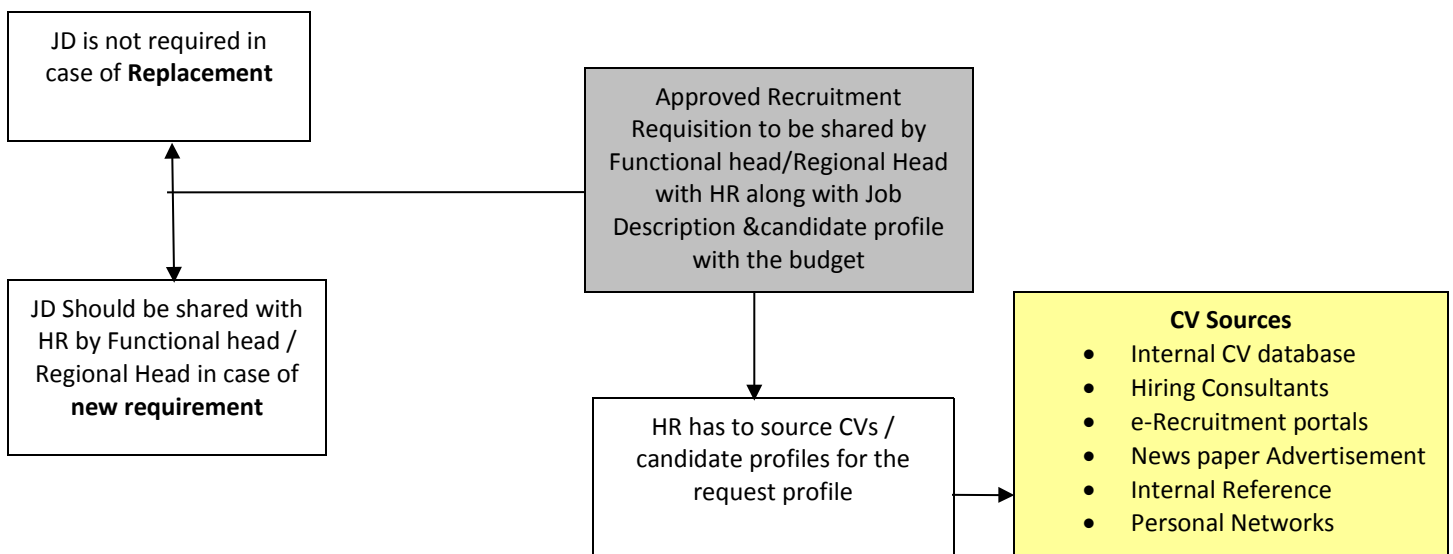 JD is not required in
case of Replacement
Approved Recruitment
Requisition to be shared by
Functional head/Regional Head
with HR along with Job
Description &candidate profile
with the budget
JD Should be shared with
HR by Functional head /
Regional Head in case of
new requirement
HR has to source CVs /
candidate profiles for the
request profile
CV Sources
• Internal CV database
• Hiring Consultants
• e-Recruitment portals
• News paper Advertisement
• Internal Reference
• Personal Networks